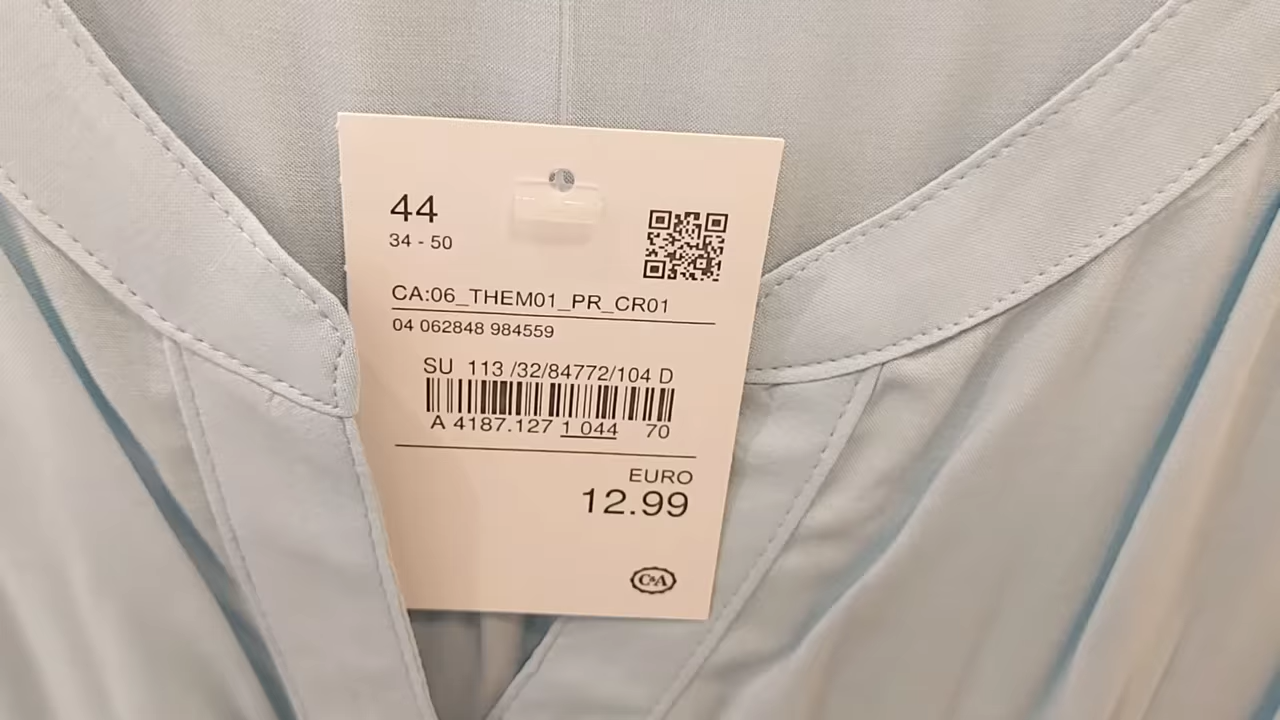 44
34 - 50
CA:06_THEM01_PR_CR01
04 062848 984559
SU 113 /32/84772/104 D
A 4187.127 1 044 70
EURO
12.99
C&A